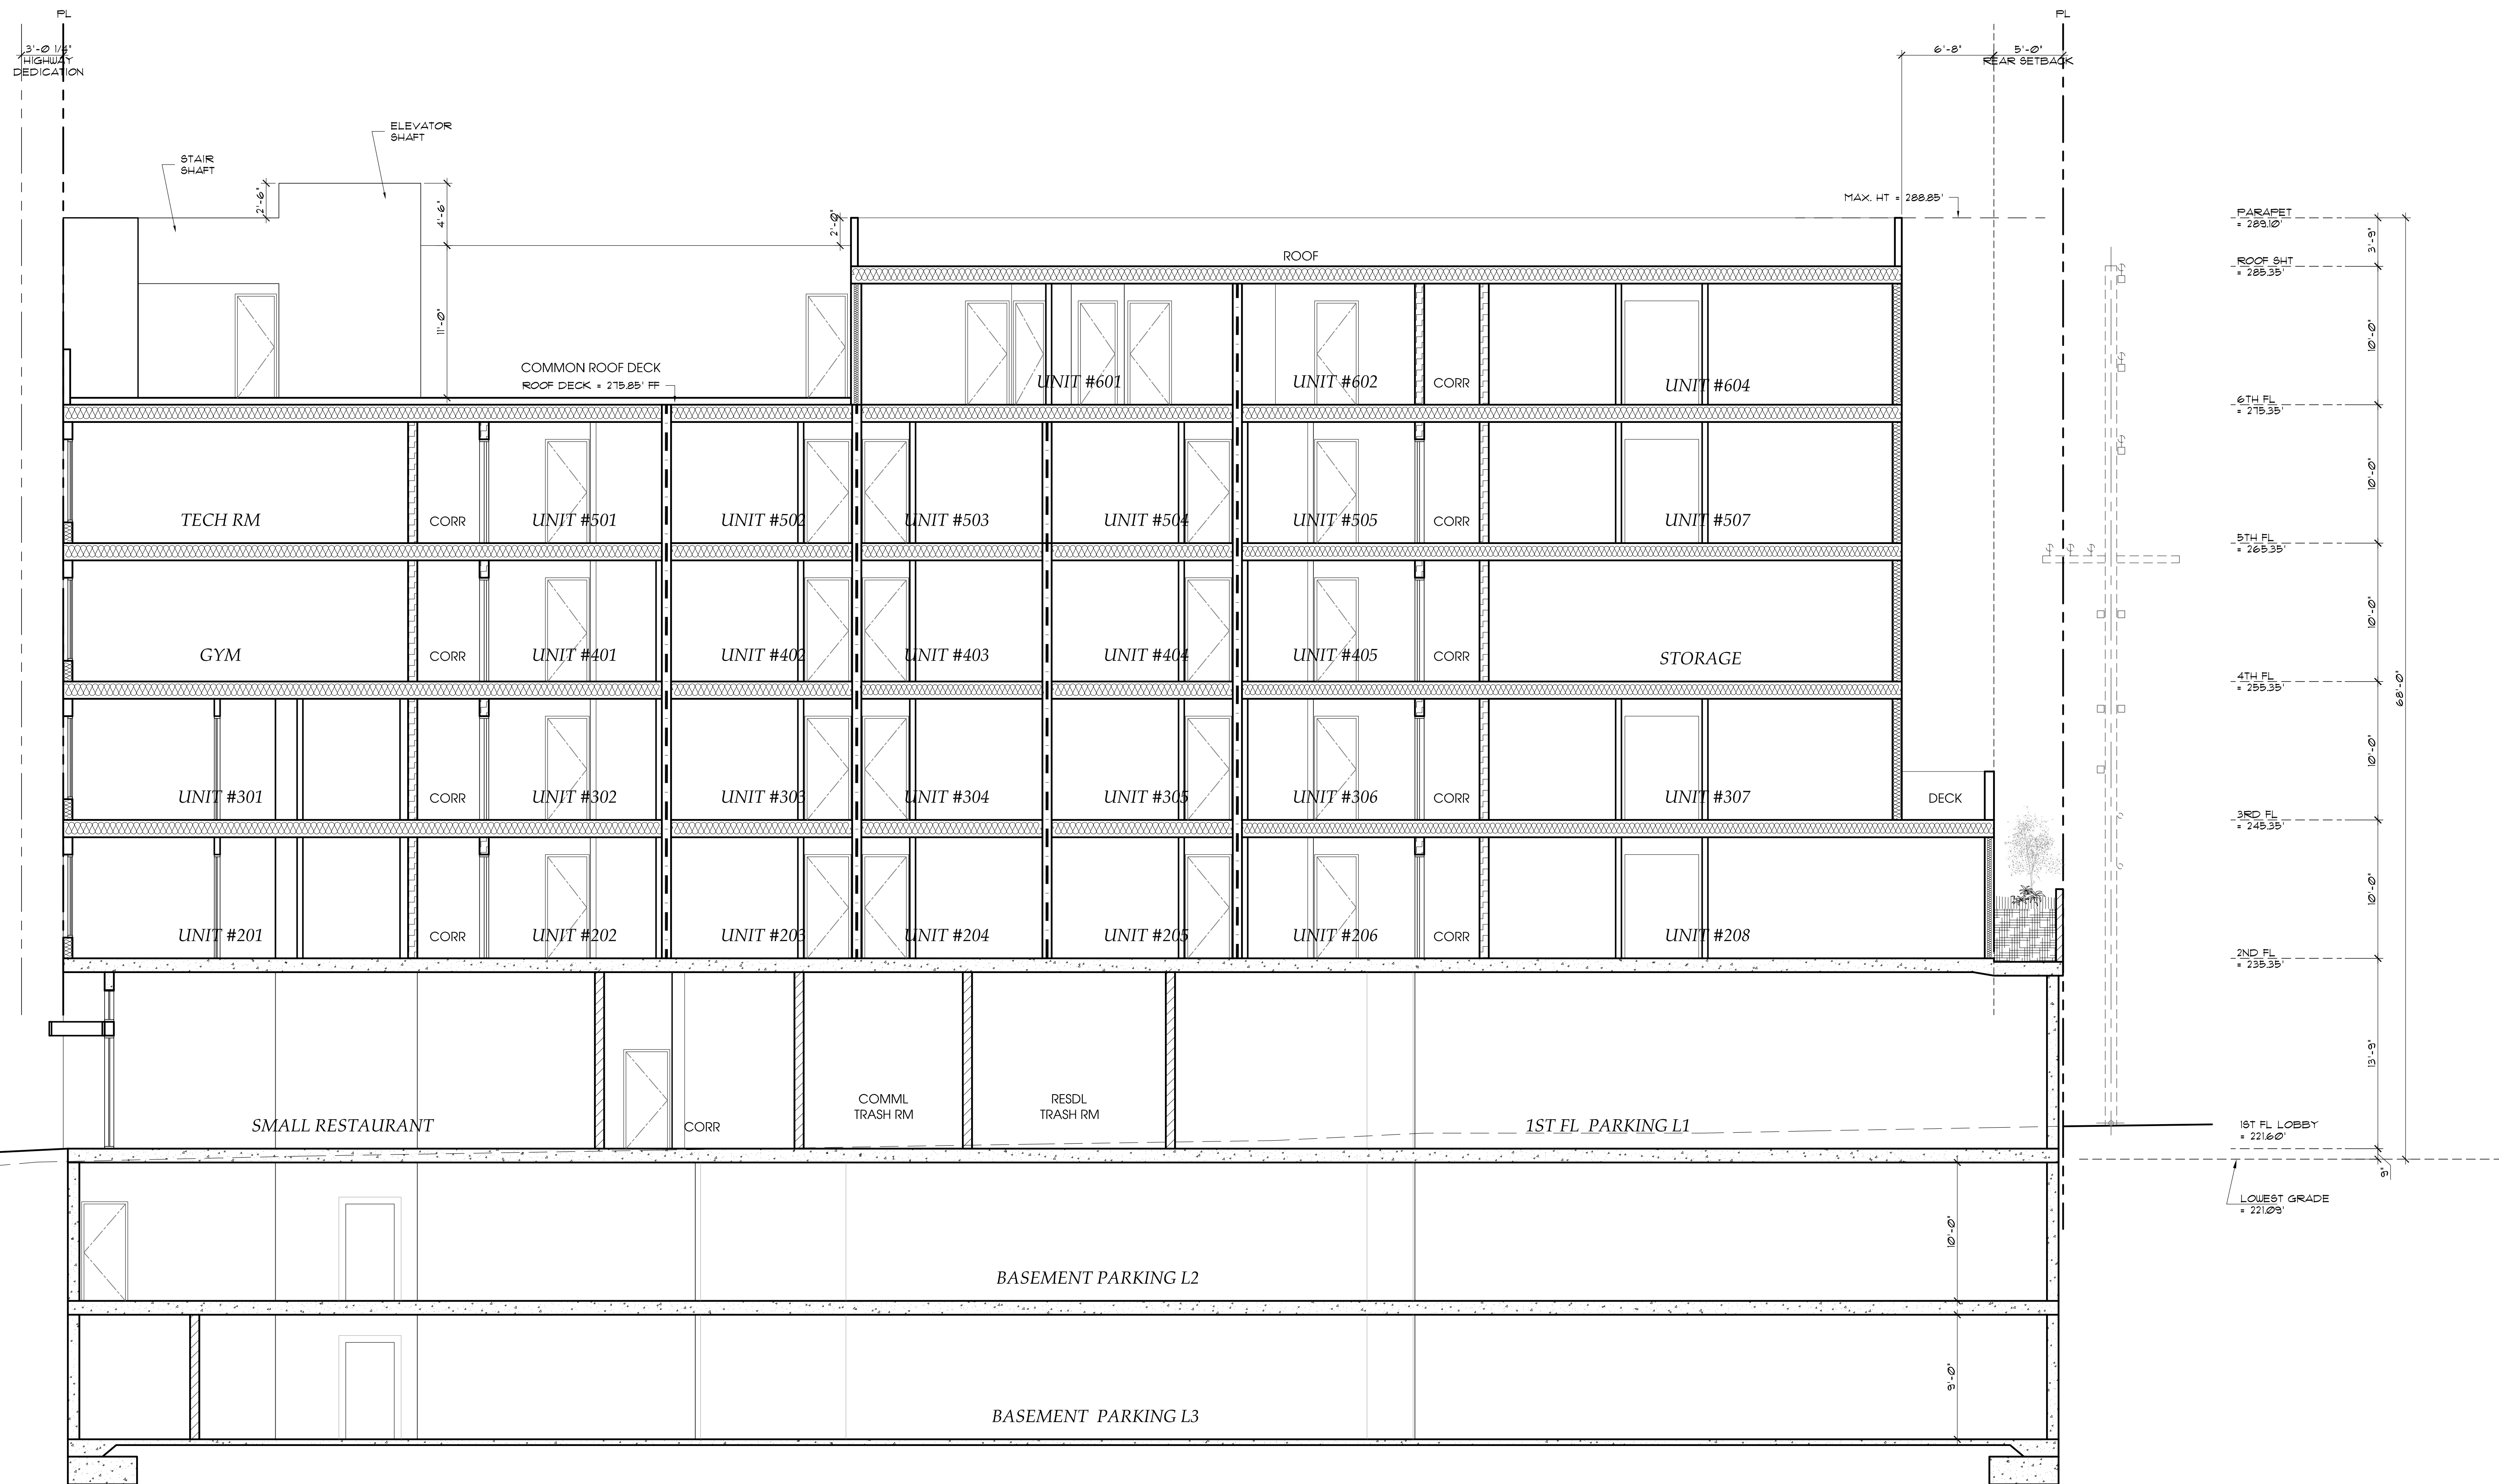 PL
PL
3'-0 1/4"
HIGHWAY
DEDICATION
6'-8"
5'-0"
REAR SETBACK
ELEVATOR
SHAFT
STAIR
SHAFT
2'-6"
4'-6"
2'-0"
MAX. HT = 288.85'
PARAPET
= 289.10'
3'-9"
ROOF
ROOF SHT
= 285.35'
11'-0"
10'-0"
COMMON ROOF DECK
ROOF DECK = 275.85' FF
UNIT #601
UNIT #602
CORR
UNIT #604
6TH FL
= 275.35'
10'-0"
TECH RM
CORR
UNIT #501
UNIT #502
UNIT #503
UNIT #504
UNIT #505
CORR
UNIT #507
5TH FL
= 265.35'
10'-0"
GYM
CORR
UNIT #401
UNIT #402
UNIT #403
UNIT #404
UNIT #405
CORR
STORAGE
4TH FL
= 255.35'
68'-0"
10'-0"
UNIT #301
CORR
UNIT #302
UNIT #303
UNIT #304
UNIT #305
UNIT #306
CORR
UNIT #307
DECK
3RD FL
= 245.35'
10'-0"
UNIT #201
CORR
UNIT #202
UNIT #203
UNIT #204
UNIT #205
UNIT #206
CORR
UNIT #208
2ND FL
= 235.35'
13'-9"
SMALL RESTAURANT
CORR
COMML
TRASH RM
RESDL
TRASH RM
1ST FL PARKING L1
1ST FL LOBBY
= 221.60'
9"
LOWEST GRADE
= 221.09'
10'-0"
BASEMENT PARKING L2
9'-0"
BASEMENT PARKING L3